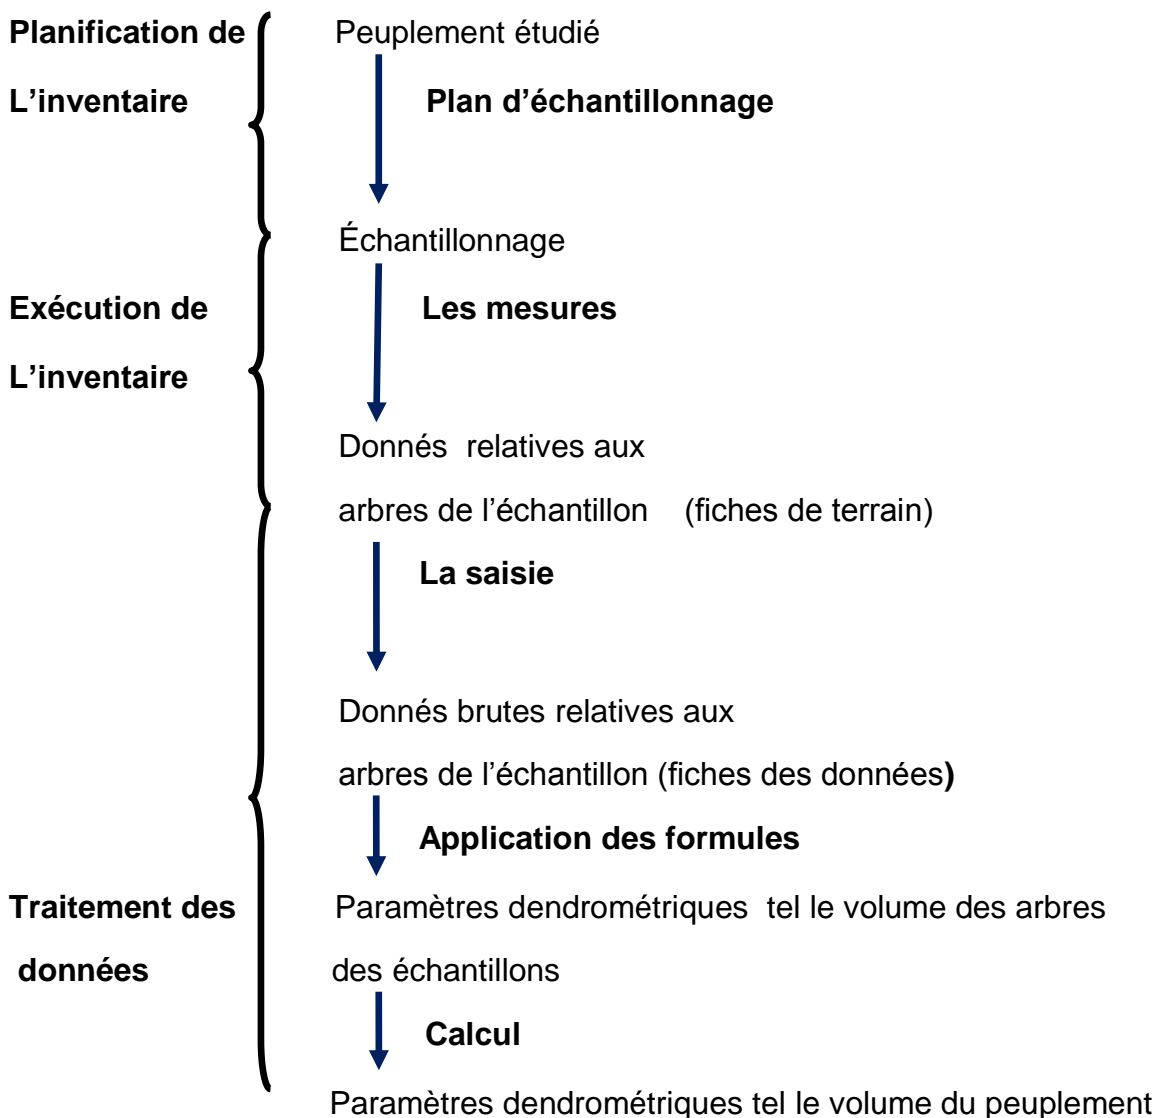 Planification de Peuplement étudié
L’inventaire Plan d’échantillonnage
Échantillonnage
Exécution de Les mesures
L’inventaire
Donnés relatives aux
arbres de l’échantillon (fiches de terrain)
La saisie
Donnés brutes relatives aux
arbres de l’échantillon (fiches des données)
Application des formules
Traitement des Paramètres dendrométriques tel le volume des arbres
données des échantillons
Calcul
Paramètres dendrométriques tel le volume du peuplement